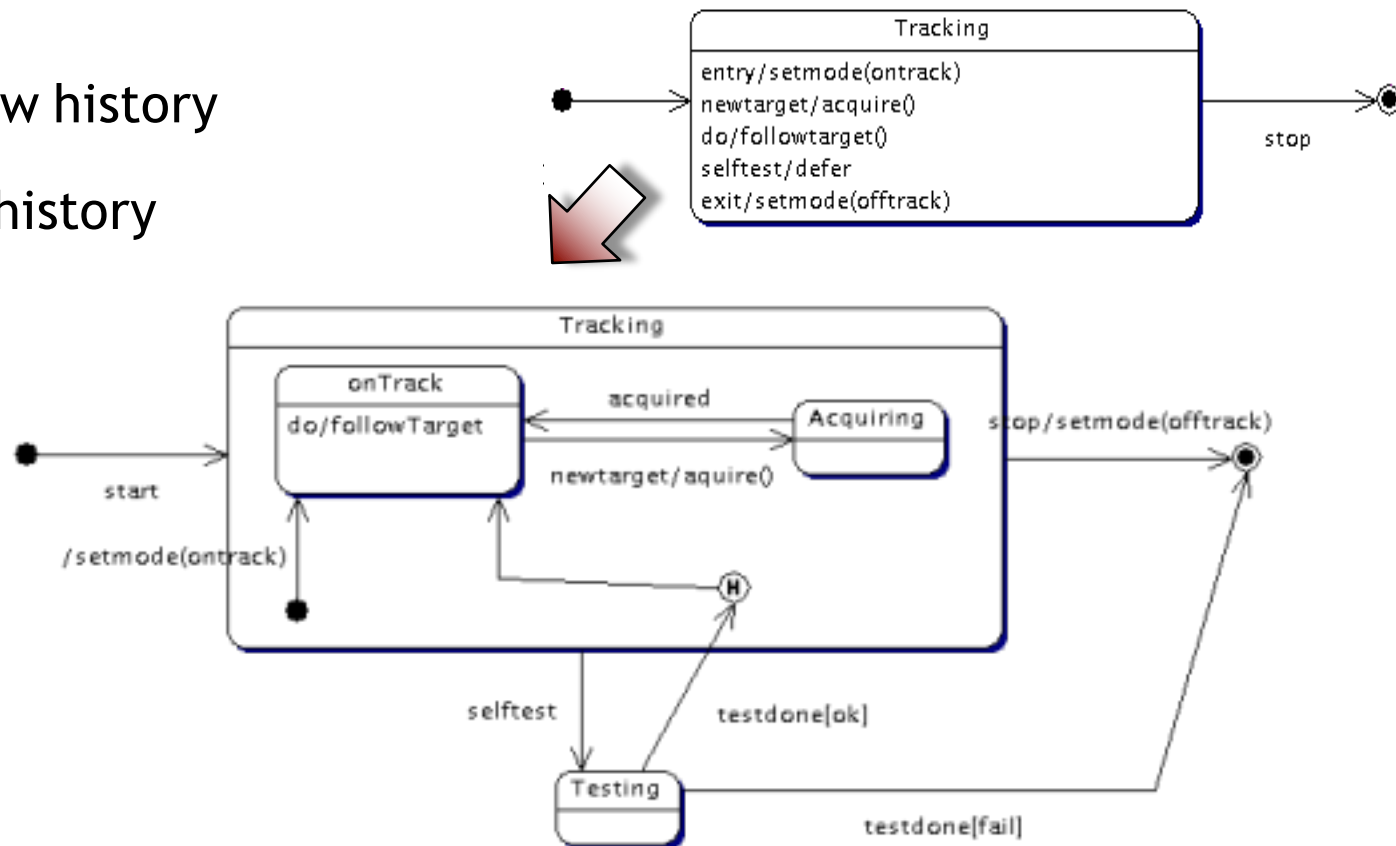 w history
history
Tracking
entry/setmode(ontrack)
newtarget/acquire()
do/followtarget()
selftest/defer
exit/setmode(offtrack)
stop
Tracking
onTrack
do/followTarget
acquired
Acquiring
newtarget/aquire()
stop/setmode(offtrack)
start
/setmode(ontrack)
H
selftest
testdone[ok]
Testing
testdone[fail]